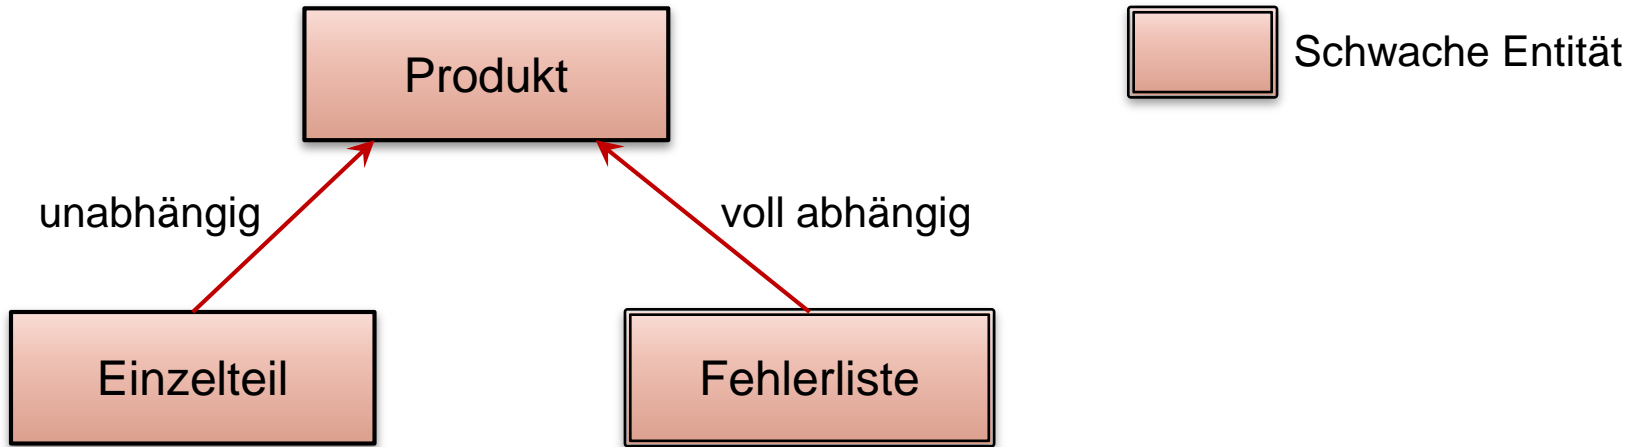 Produkt
Schwache Entität
unabhängig
voll abhängig
Einzelteil
Fehlerliste